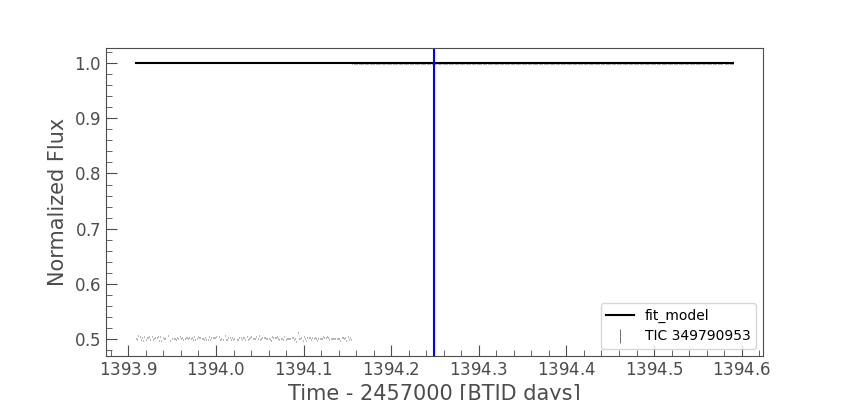 Normalized Flux
1.0
0.9
0.8
0.7
0.6
0.5
fit_model
TIC 349790953
1393.9 1394.0 1394.1 1394.2 1394.3 1394.4 1394.5 1394.6
Time - 2457000 [BTJD days]